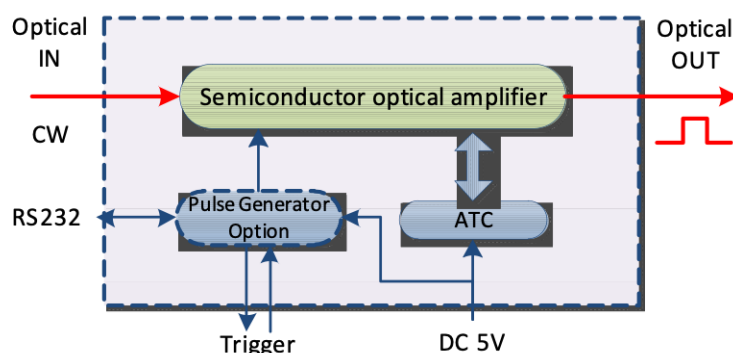 Optical
IN
Optical
OUT
Semiconductor optical amplifier
CW
RS232
Pulse Generator
Option
ATC
Trigger
DC 5V